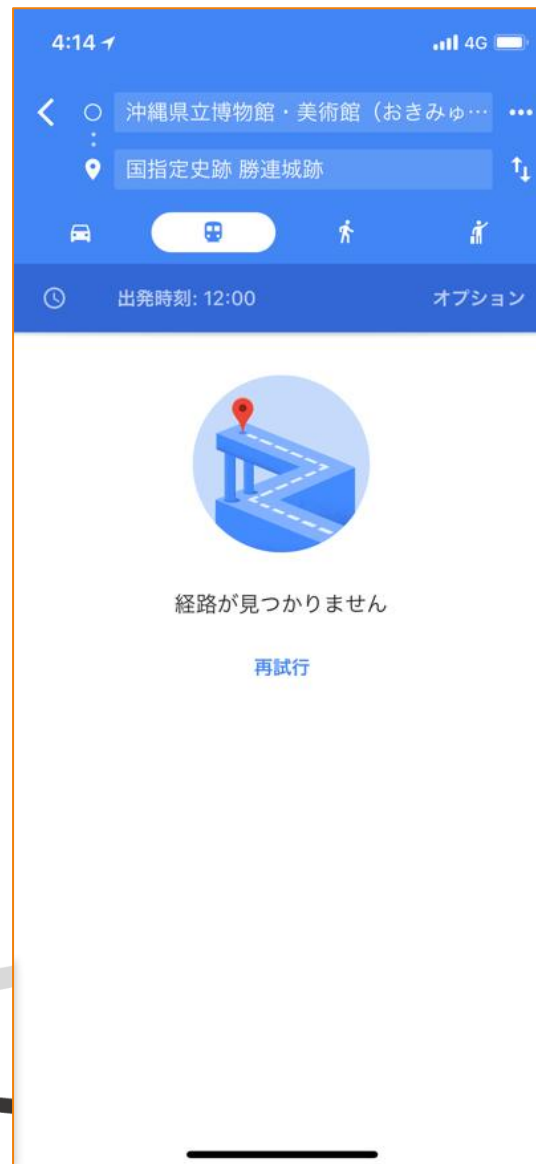 4:14
4G
沖縄県立博物館・美術館（おきみゅ…
国指定史跡 勝連城跡
出発時刻: 12:00
オプション
経路が見つかりません
再試行